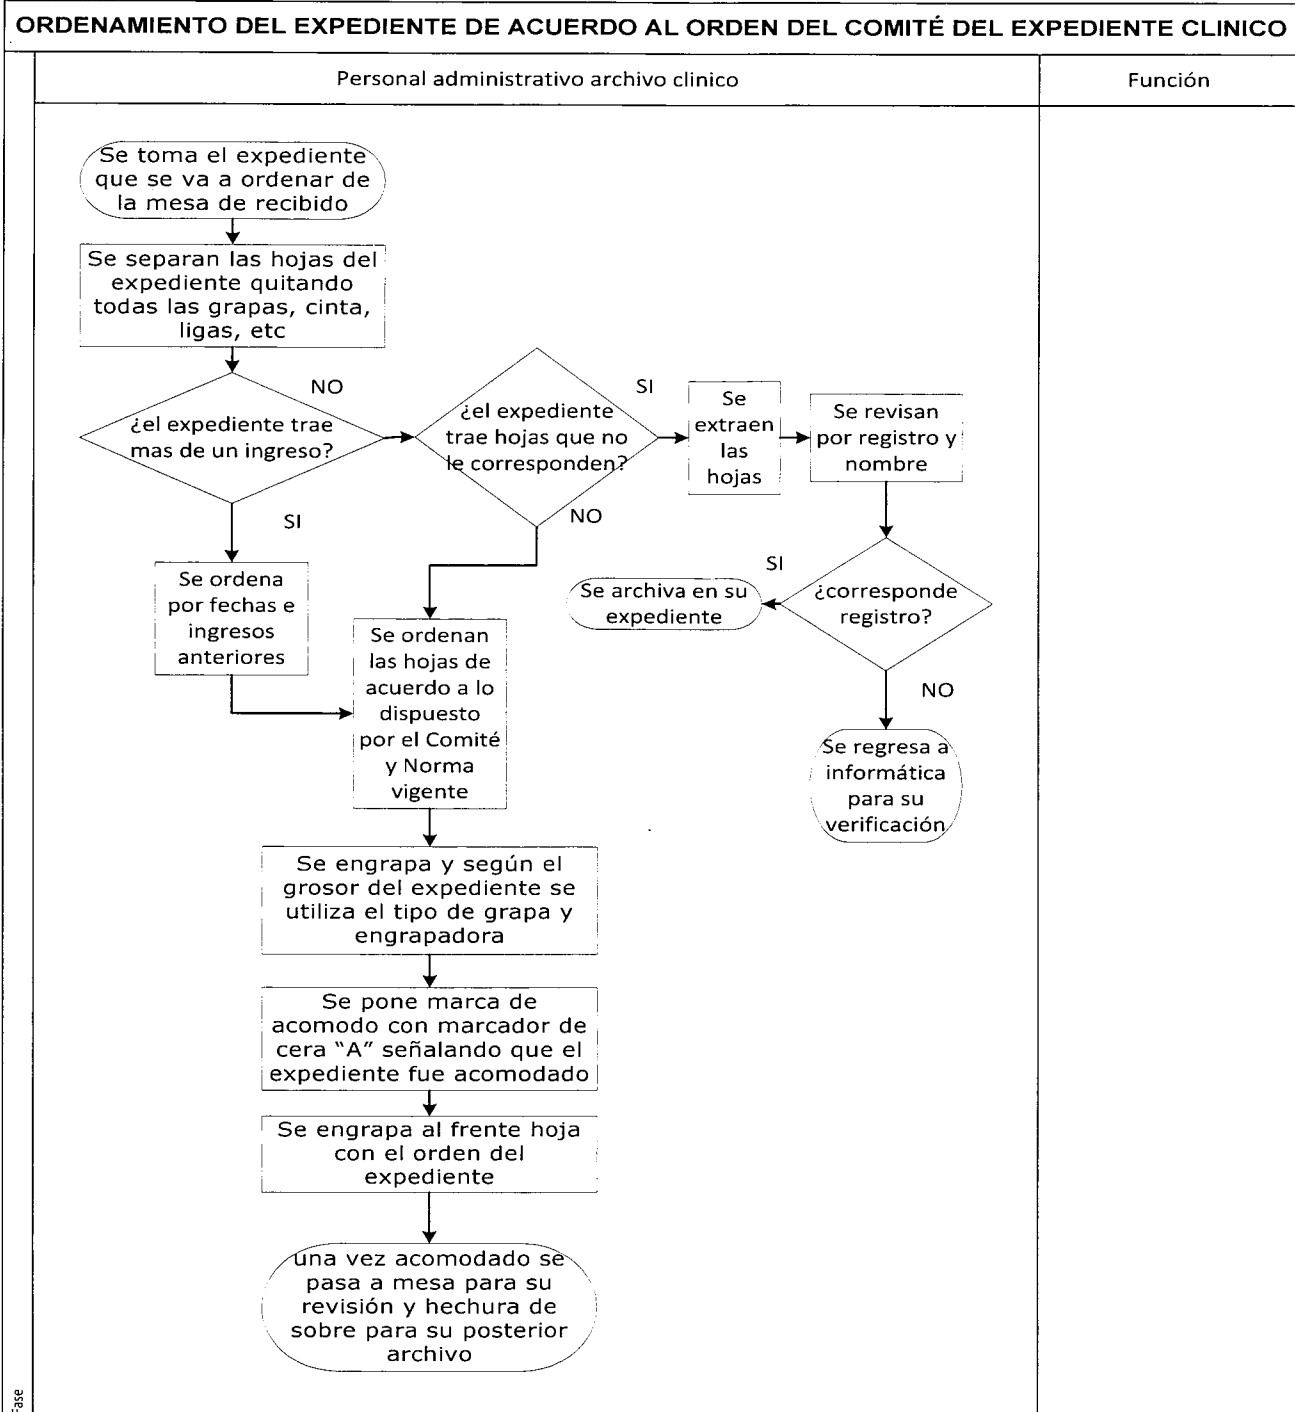 ORDENAMIENTO DEL EXPEDIENTE DE ACUERDO AL ORDEN DEL COMITÉ DEL EXPEDIENTE CLINICO
Personal administrativo archivo clinico
Función
Se toma el expediente
que se va a ordenar de
la mesa de recibido
Se separan las hojas del
expediente quitando
todas las grapas, cinta,
ligas, etc
¿el expediente trae
mas de un ingreso?
NO
SI
¿el expediente
trae hojas que no
le corresponden?
SI
NO
Se
extraen
las
hojas
Se revisan
por registro y
nombre
¿corresponde
registro?
SI
NO
Se archiva en su
expediente
Se regresa a
informática
para su
verificación
Se ordena
por fechas e
ingresos
anteriores
Se ordenan
las hojas de
acuerdo a lo
dispuesto
por el Comité
y Norma
vigente
Se engrapa y según el
grosor del expediente se
utiliza el tipo de grapa y
engrapadora
Se pone marca de
acomodo con marcador de
cera “A” señalando que el
expediente fue acomodado
Se engrapa al frente hoja
con el orden del
expediente
una vez acomodado se
pasa a mesa para su
revisión y hechura de
sobre para su posterior
archivo
Fase